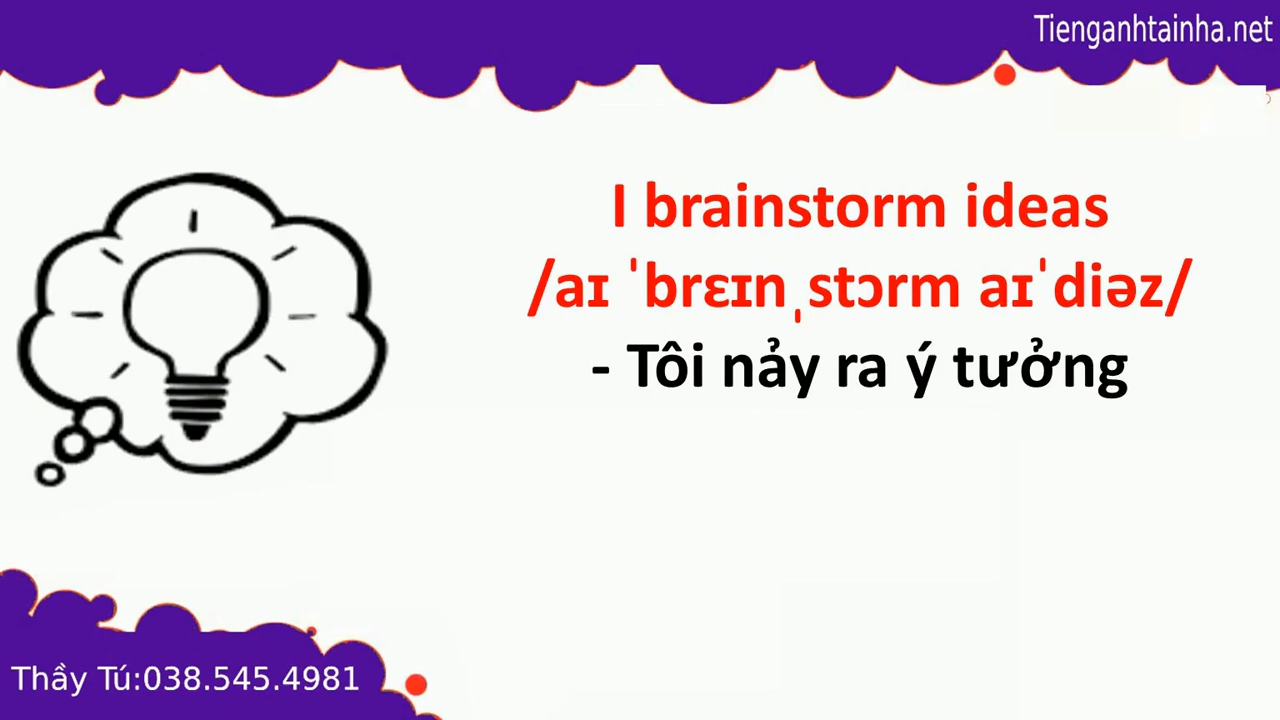 Tienganhtainha.net
I brainstorm ideas
/aɪ ˈbrɛɪnˌstɔrm aɪˈdiəz/
- Tôi nảy ra ý tưởng
Thầy Tú:038.545.4981